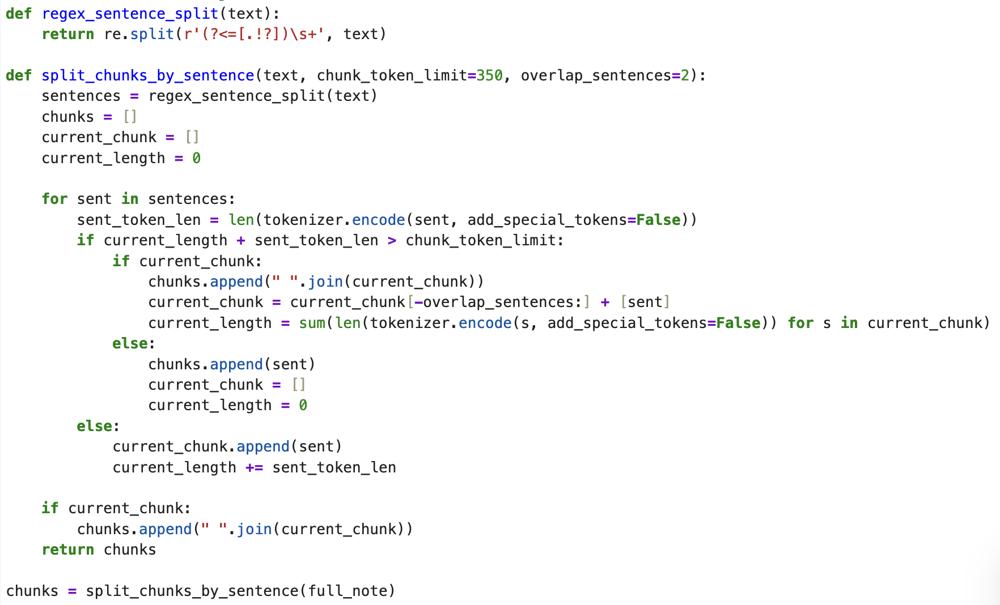 def regex_sentence_split(text):
    return re.split(r'(?<=[.!?])\s+', text)

def split_chunks_by_sentence(text, chunk_token_limit=350, overlap_sentences=2):
    sentences = regex_sentence_split(text)
    chunks = []
    current_chunk = []
    current_length = 0

    for sent in sentences:
        sent_token_len = len(tokenizer.encode(sent, add_special_tokens=False))
        if current_length + sent_token_len > chunk_token_limit:
            if current_chunk:
                chunks.append(" ".join(current_chunk))
                current_chunk = current_chunk[-overlap_sentences:] + [sent]
                current_length = sum(len(tokenizer.encode(s, add_special_tokens=False)) for s in current_chunk)
            else:
                chunks.append(sent)
                current_chunk = []
                current_length = 0
        else:
            current_chunk.append(sent)
            current_length += sent_token_len

    if current_chunk:
        chunks.append(" ".join(current_chunk))
    return chunks

chunks = split_chunks_by_sentence(full_note)